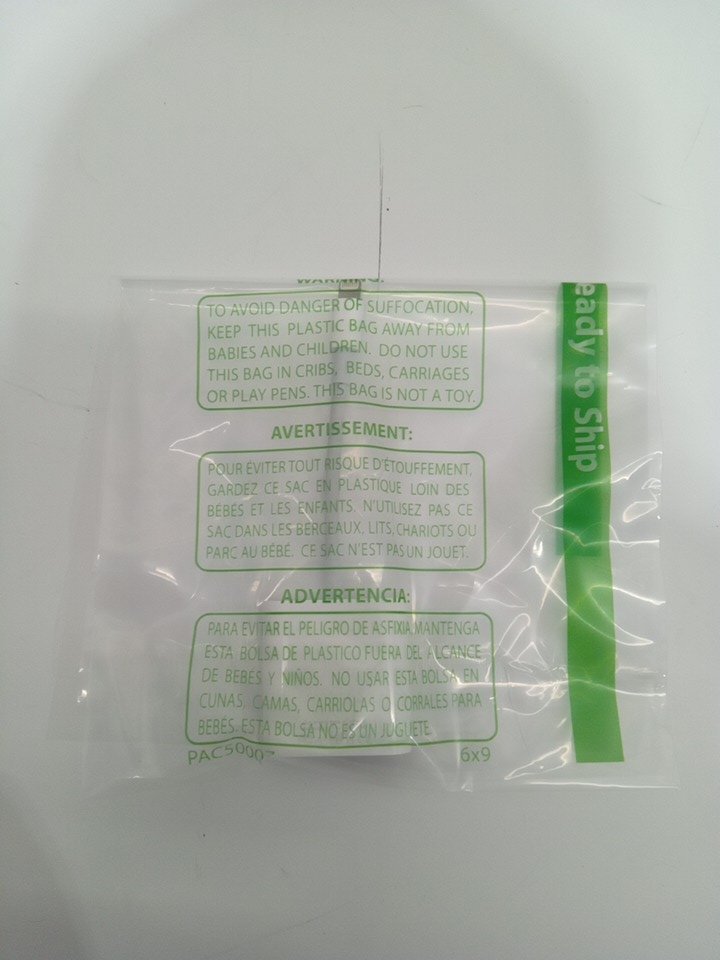 WARNING:
TO AVOID DANGER OF SUFFOCATION,
KEEP THIS PLASTIC BAG AWAY FROM
BABIES AND CHILDREN. DO NOT USE
THIS BAG IN CRIBS, BEDS, CARRIAGES
OR PLAY PENS. THIS BAG IS NOT A TOY.
AVERTISSEMENT:
POUR ÉVITER TOUT RISQUE D'ÉTOUFFEMENT,
GARDEZ CE SAC EN PLASTIQUE LOIN DES
BÉBÉS ET LES ENFANTS. N'UTILISEZ PAS CE
SAC DANS LES BERCEAUX, LITS, CHARIOTS OU
PARC AU BÉBÉ. CE SAC N'EST PAS UN JOUET.
ADVERTENCIA:
PARA EVITAR EL PELIGRO DE ASFIXIA, MANTENGA
ESTA BOLSA DE PLASTICO FUERA DEL ALCANCE
DE BEBÉS Y NIÑOS. NO USAR ESTA BOLSA EN
CUNAS, CAMAS, CARRIOLAS O CORRALES PARA
BEBÉS. ESTA BOLSA NO ES UN JUGUETE.
6x9
eady to Ship